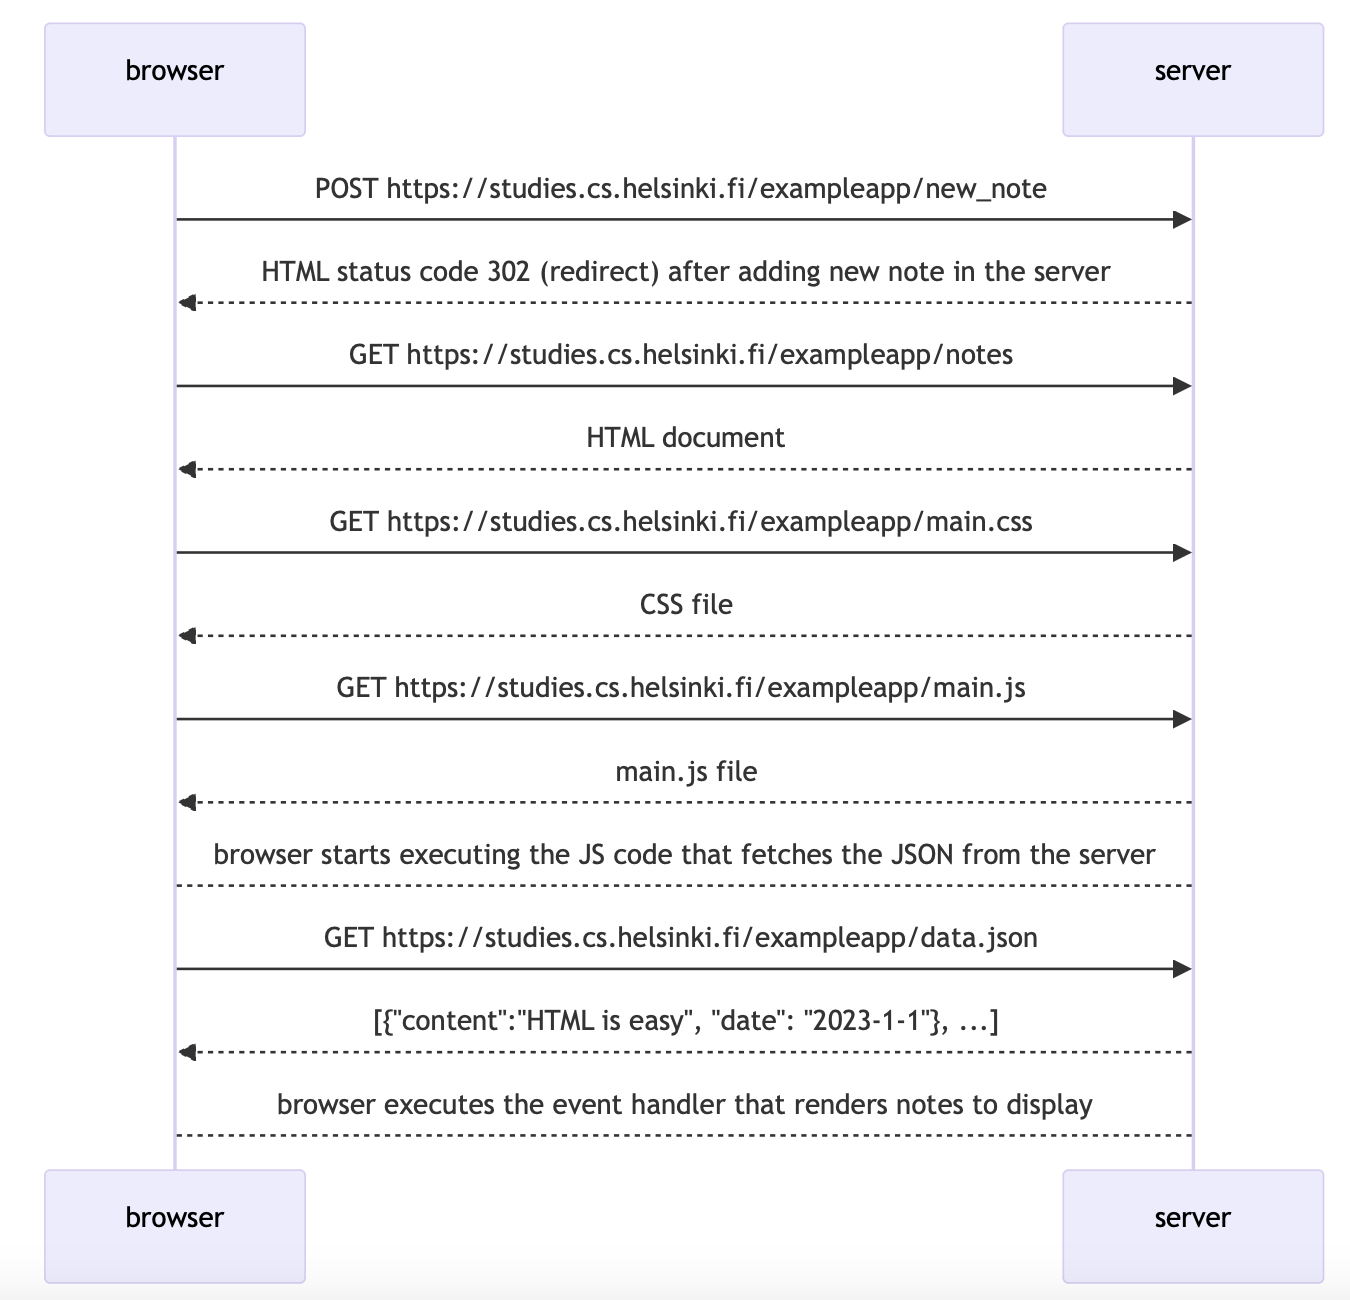 browser
server
POST https://studies.cs.helsinki.fi/exampleapp/new_note
HTML status code 302 (redirect) after adding new note in the server
GET https://studies.cs.helsinki.fi/exampleapp/notes
HTML document
GET https://studies.cs.helsinki.fi/exampleapp/main.css
CSS file
GET https://studies.cs.helsinki.fi/exampleapp/main.js
main.js file
browser starts executing the JS code that fetches the JSON from the server
GET https://studies.cs.helsinki.fi/exampleapp/data.json
[{"content":"HTML is easy", "date": "2023-1-1"}, ...]
browser executes the event handler that renders notes to display
browser
server